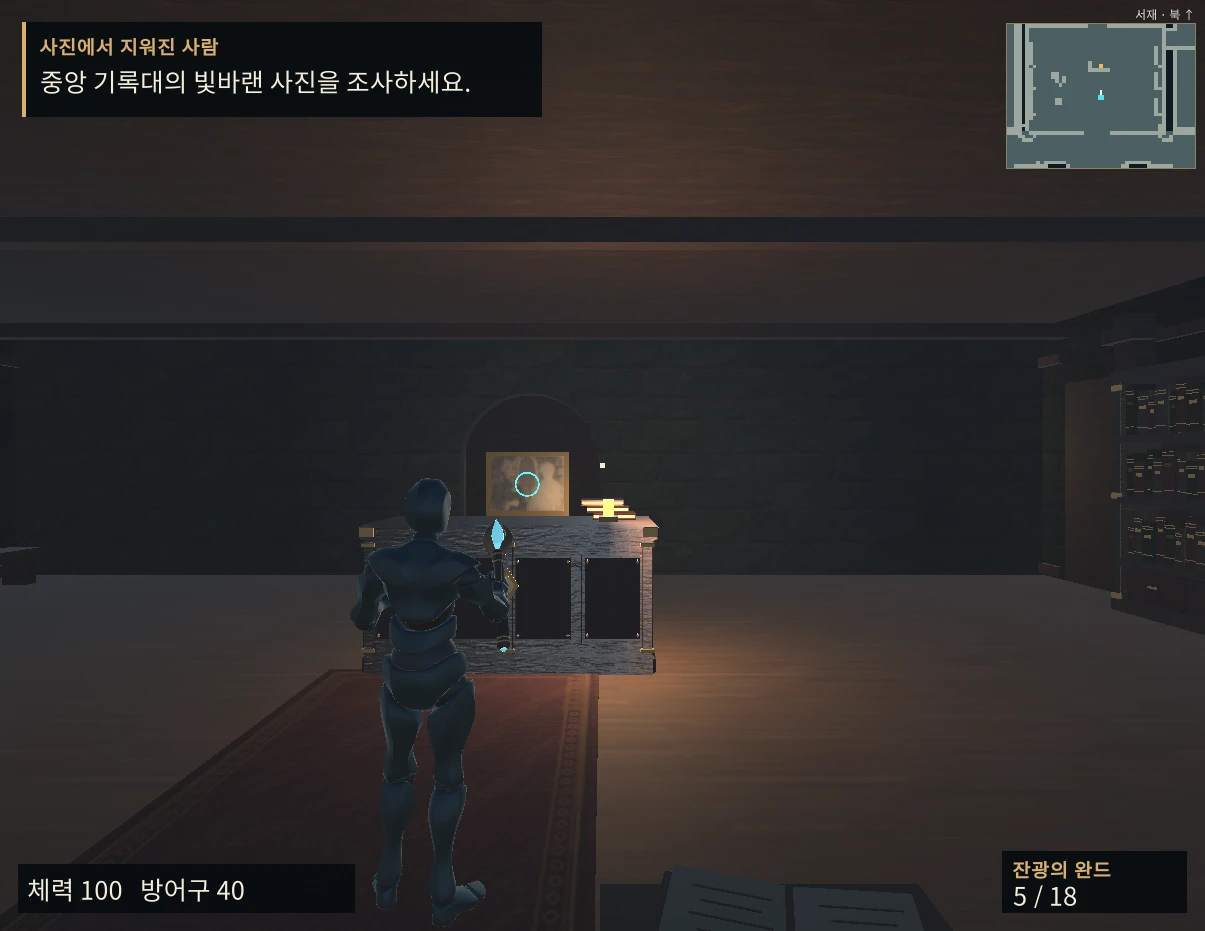 서재 · 북 ↑
사진에서 지워진 사람
중앙 기록대의 빛바랜 사진을 조사하세요.
체력 100 방어구 40
잔광의 완드
5 / 18